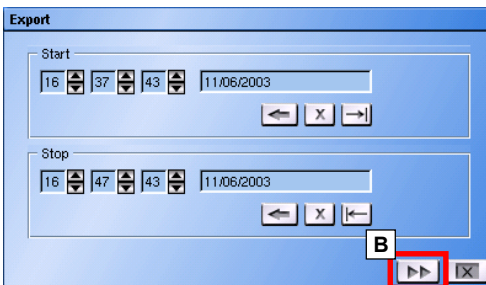 Export
Start
16 37 43 11/06/2003
X
Stop
16 47 43 11/06/2003
X
B
X